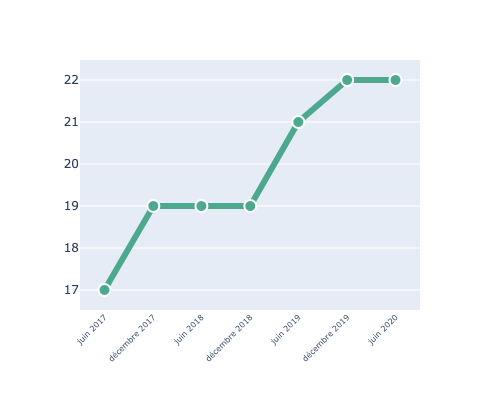 22
21
20
19
18
17
juin 2017
décembre 2017
juin 2018
décembre 2018
juin 2019
décembre 2019
juin 2020